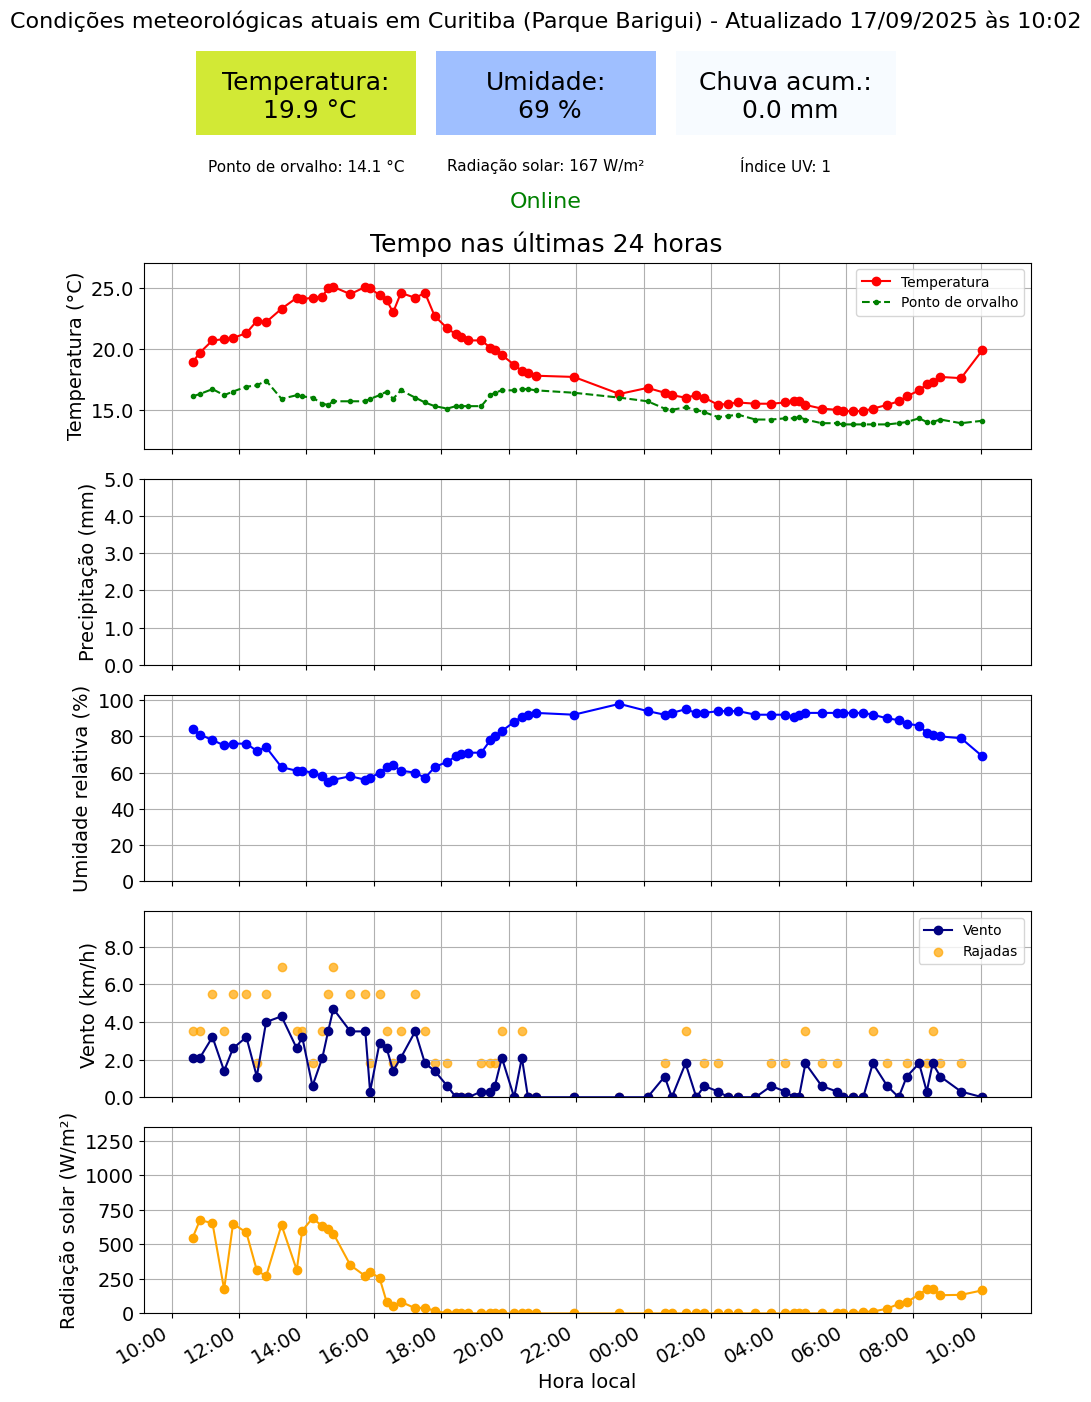 Condições meteorológicas atuais em Curitiba (Parque Barigui) - Atualizado 17/09/2025 às 10:02
Temperatura:
19.9 °C
Umidade:
69 %
Chuva acum.:
0.0 mm
Ponto de orvalho: 14.1 °C
Radiação solar: 167 W/m²
Índice UV: 1
Online
Tempo nas últimas 24 horas
Temperatura (°C)
25.0
20.0
15.0
Temperatura
Ponto de orvalho
Precipitação (mm)
5.0
4.0
3.0
2.0
1.0
0.0
Umidade relativa (%)
100
80
60
40
20
0
Vento (km/h)
8.0
6.0
4.0
2.0
0.0
Vento
Rajadas
Radiação solar (W/m²)
1250
1000
750
500
250
0
10:00
12:00
14:00
16:00
18:00
20:00
22:00
00:00
02:00
04:00
06:00
08:00
10:00
Hora local